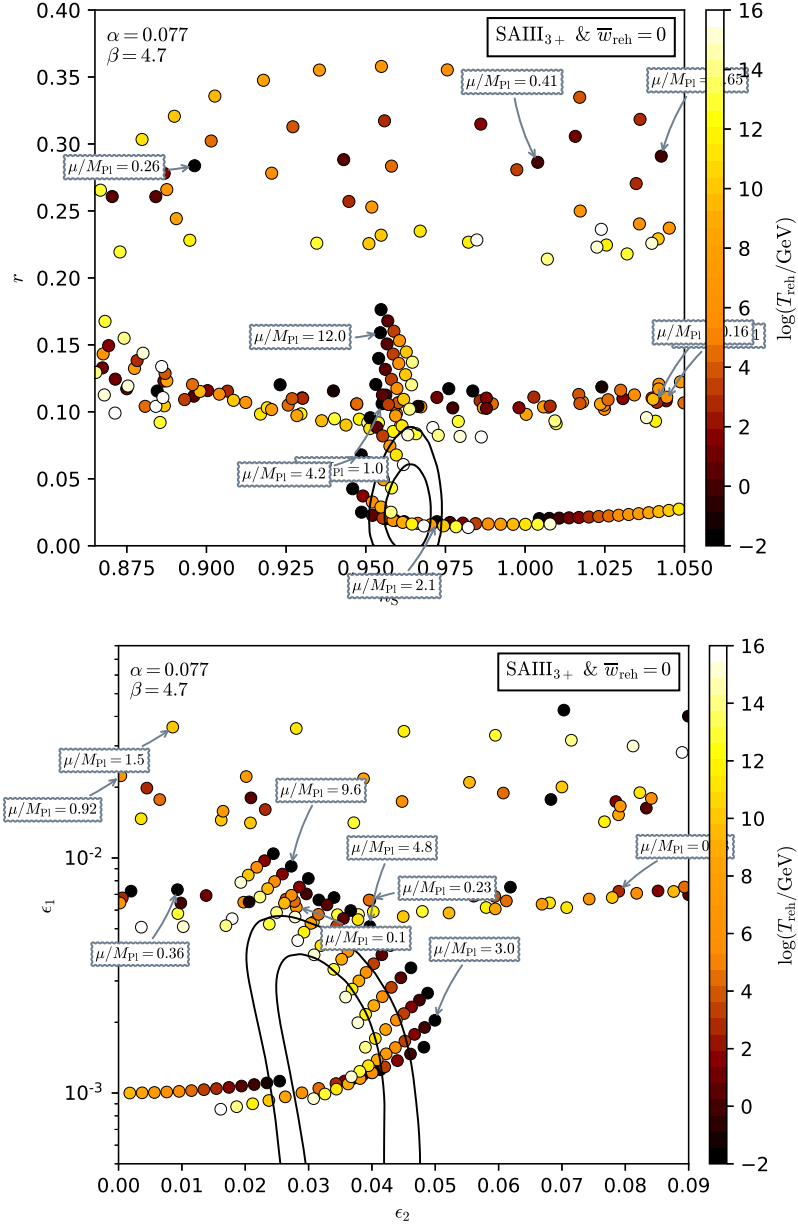 α = 0.077
β = 4.7
SAIII3+ & w̅reh = 0
0.40
0.35
0.30
0.25
0.20
0.15
0.10
0.05
0.00
r
μ/MPl = 0.41
μ/MPl = 0.26
μ/MPl = 12.0
μ/MPl = 4.2
Pl = 1.0
μ/MPl = 2.1
0.875
0.900
0.925
0.950
0.975
1.000
1.025
1.050
16
14
12
10
8
6
4
2
0
−2
log(Treh/GeV)
α = 0.077
β = 4.7
SAIII3+ & w̅reh = 0
μ/MPl = 1.5
μ/MPl = 0.92
μ/MPl = 9.6
μ/MPl = 4.8
μ/MPl = 0.23
μ/MPl = 0.1
μ/MPl = 0.36
μ/MPl = 3.0
10-2
10-3
ϵ1
0.00
0.01
0.02
0.03
0.04
0.05
0.06
0.07
0.08
0.09
ϵ2
16
14
12
10
8
6
4
2
0
−2
log(Treh/GeV)